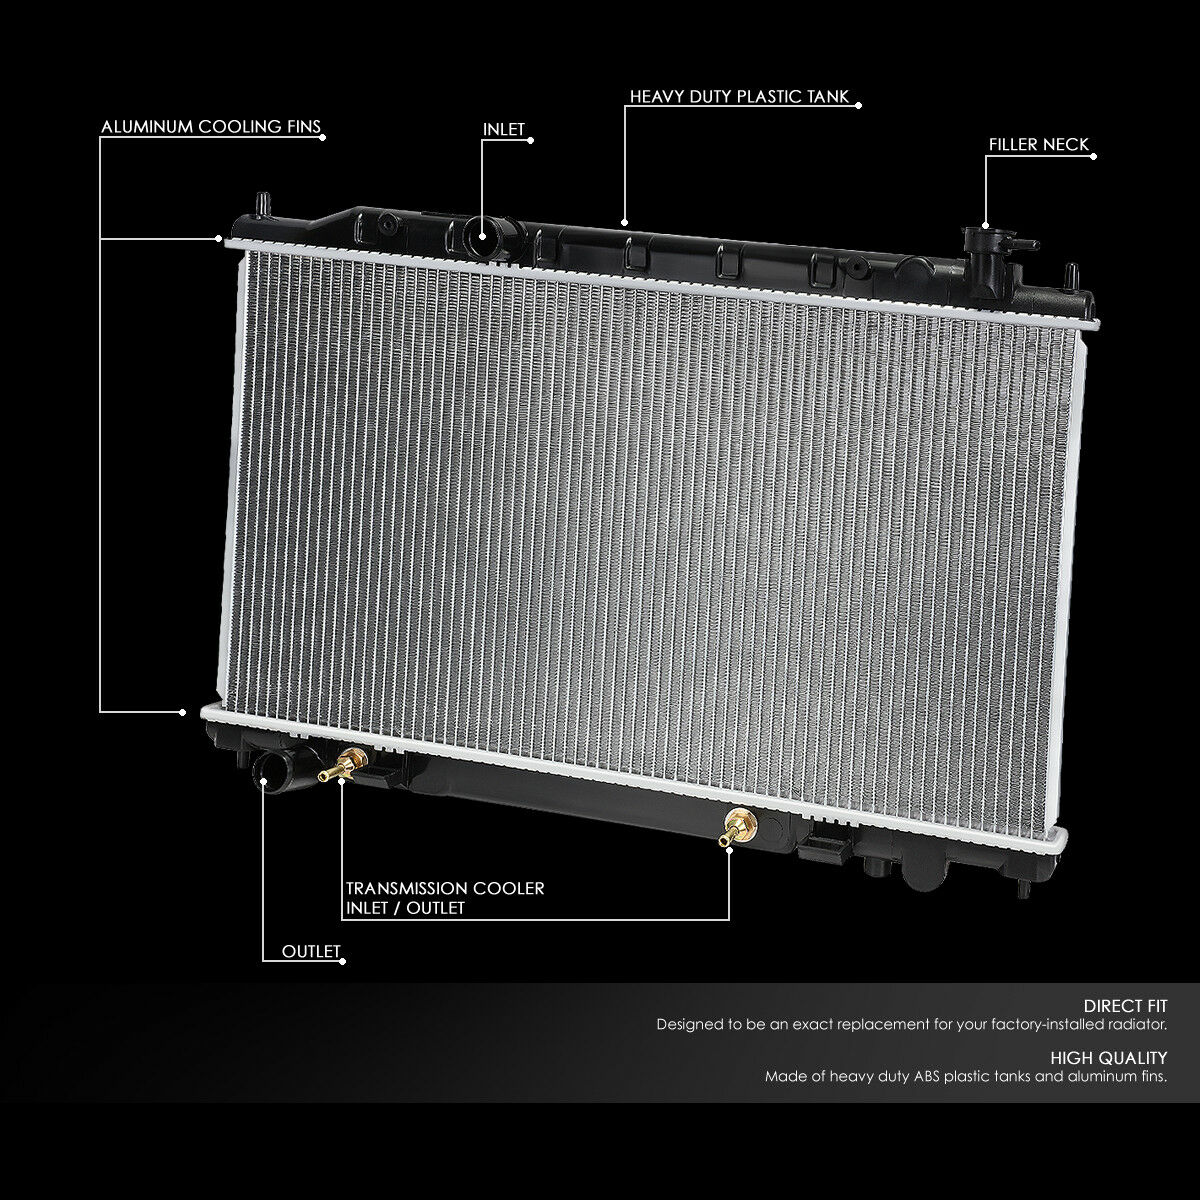 HEAVY DUTY PLASTIC TANK
ALUMINUM COOLING FINS
INLET
FILLER NECK
TRANSMISSION COOLER
INLET / OUTLET
OUTLET
DIRECT FIT
Designed to be an exact replacement for your factory-installed radiator.
HIGH QUALITY
Made of heavy duty ABS plastic tanks and aluminum fins.